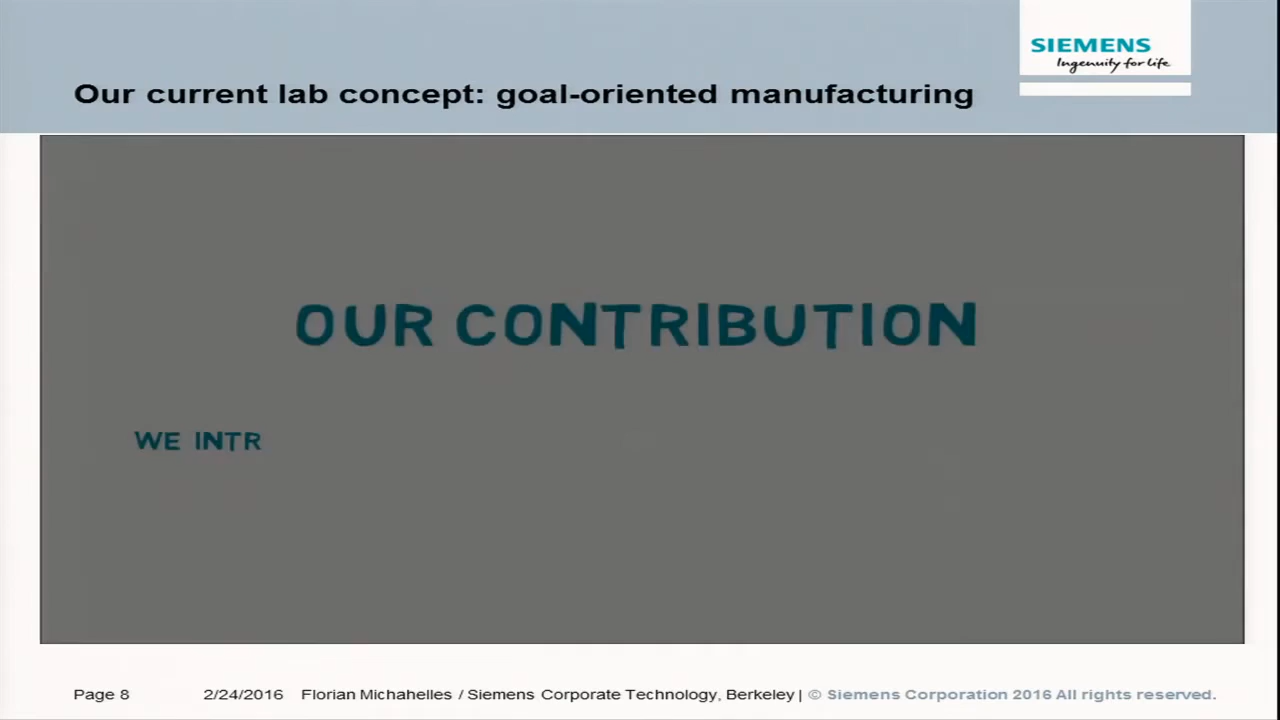 SIEMENS
Ingenuity for life
Our current lab concept: goal-oriented manufacturing
OUR CONTRIBUTION
WE INTR
Page 8 2/24/2016 Florian Michahelles / Siemens Corporate Technology, Berkeley | © Siemens Corporation 2016 All rights reserved.